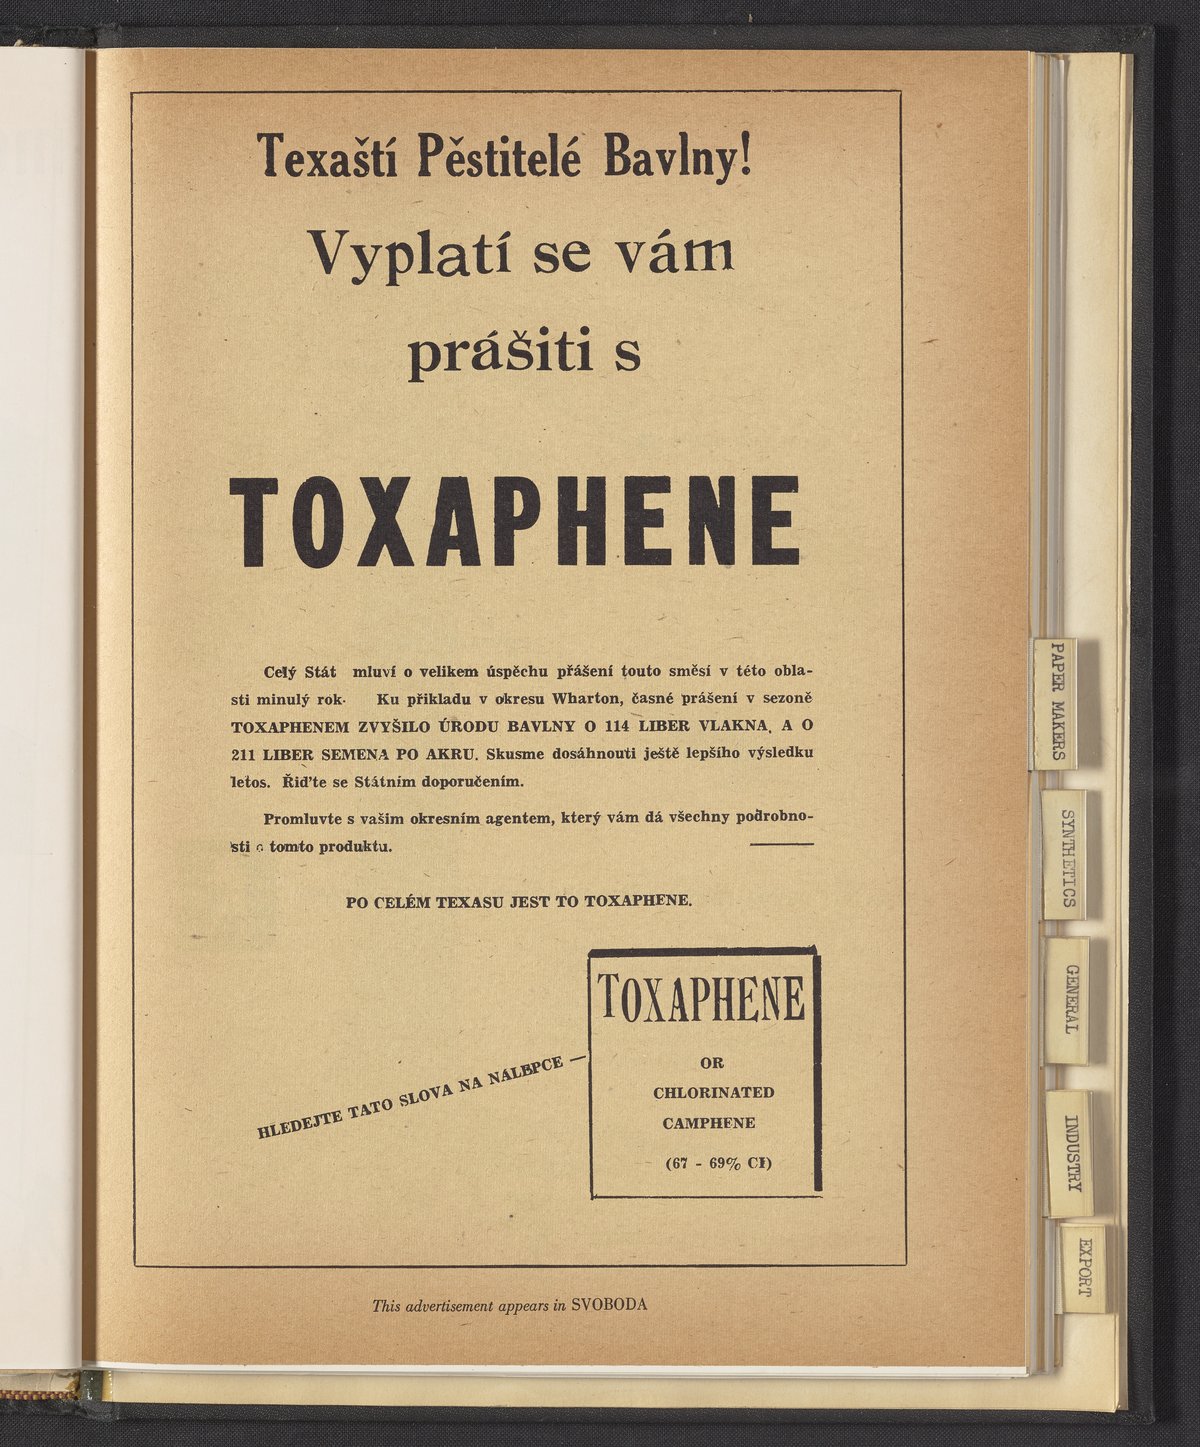 Texaští Pěstitelé Bavlny!
Vyplatí se vám
prášiti s
TOXAPHENE
Celý Stát mluví o velikem úspěchu přášení touto směsí v této obla-
sti minulý rok. Ku přikladu v okresu Wharton, časné prášení v sezoně
TOXAPHENEM ZVYŠILO ÚRODU BAVLNY O 114 LIBER VLAKNA, A O
211 LIBER SEMENA PO AKRU. Skusme dosáhnouti ještě lepšího výsledku
letos. Řiď'te se Státním doporučením.
Promluvte s vašim okresním agentem, který vám dá všechny podrobno-
sti o tomto produktu.
PO CELÉM TEXASU JEST TO TOXAPHENE.
HLEDEJTE TATO SLOVA NA NÁLEPCE —
TOXAPHENE
OR
CHLORINATED
CAMPHENE
(67 - 69% Cl)
This advertisement appears in SVOBODA
PAPER MAKERS
SYNTHETICS
GENERAL
INDUSTRY
EXPORT